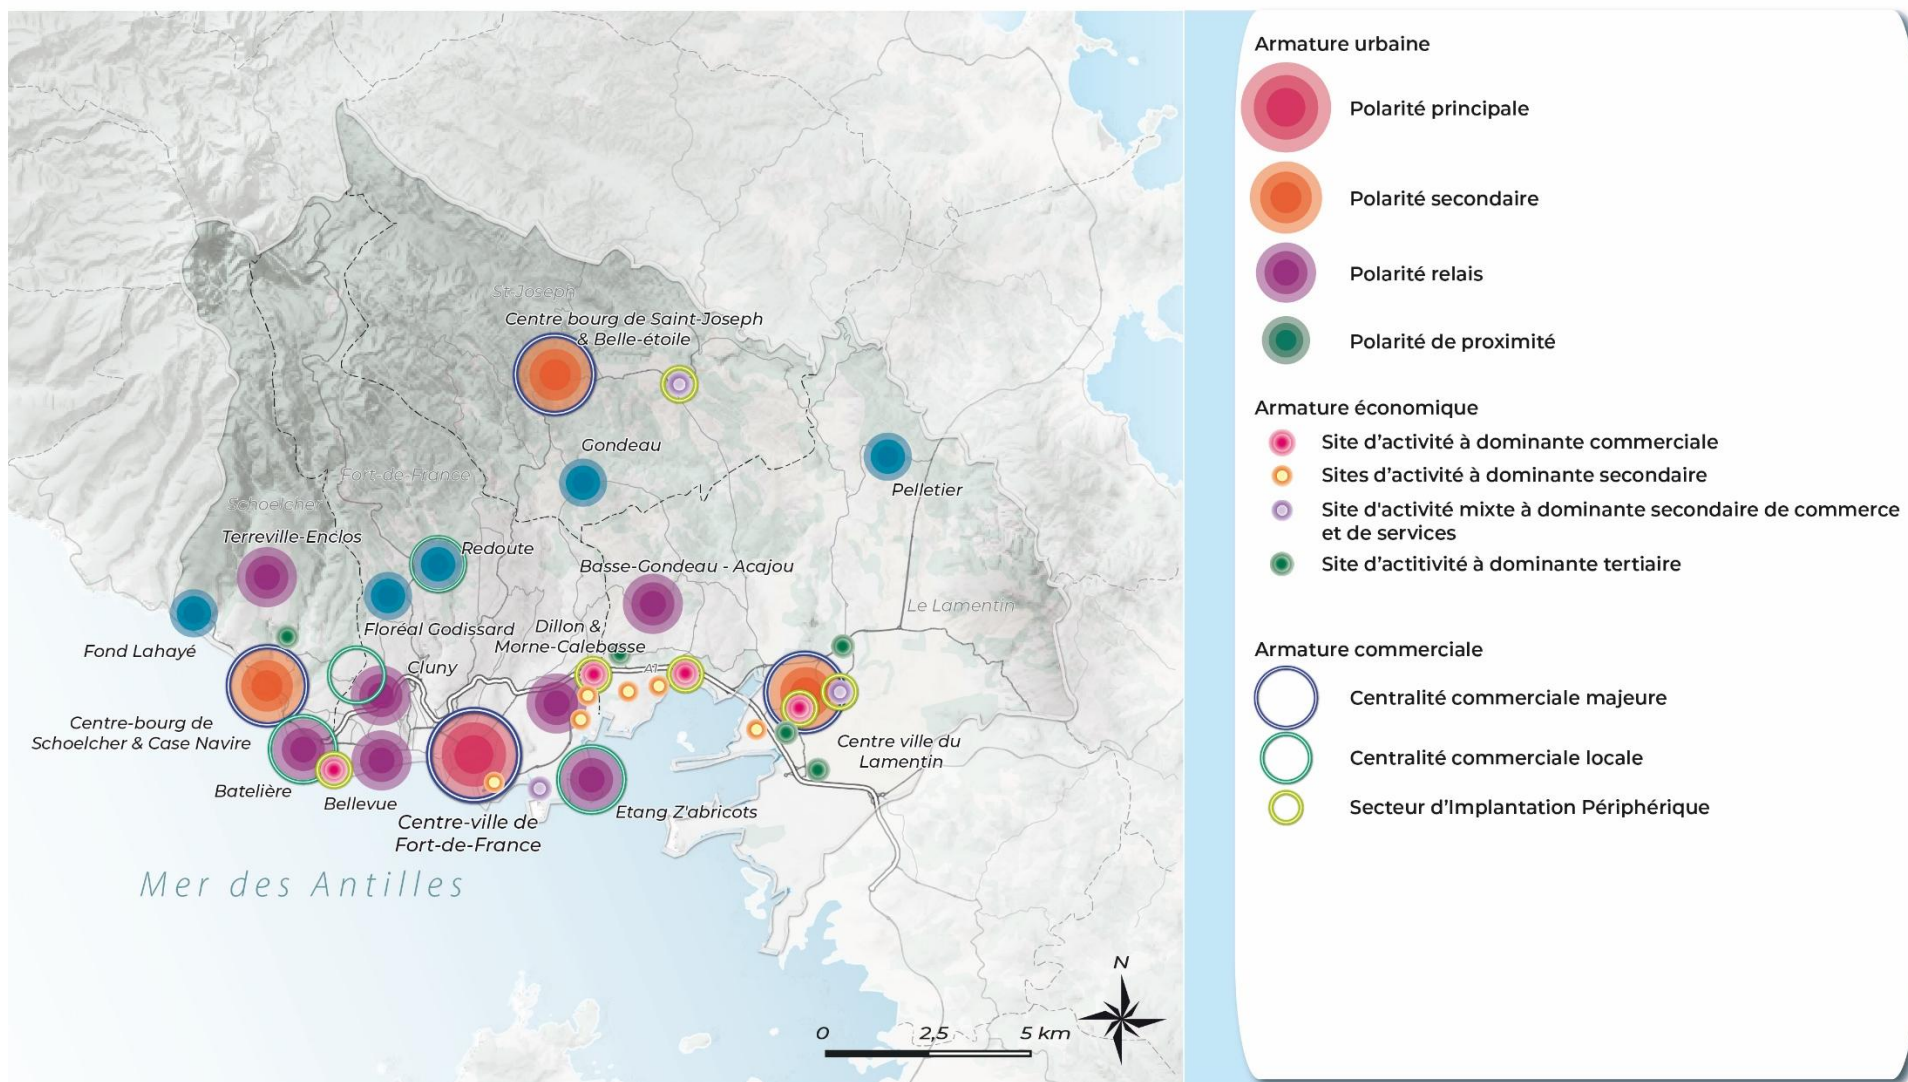 St-Joseph
Centre bourg de Saint-Joseph
& Belle-étoile
Gondeau
Pelletier
Fort-de-France
Schoelcher
Terreville-Enclos
Redoute
Basse-Gondeau - Acajou
Le Lamentin
Fond Lahayé
Floréal Godissard
Dillon &
Morne-Calebasse
Cluny
A1
Centre-bourg de
Schoelcher & Case Navire
Centre ville du
Lamentin
Batelière
Bellevue
Etang Z'abricots
Centre-ville de
Fort-de-France
Mer des Antilles
N
0 2,5 5 km
Armature urbaine
Polarité principale
Polarité secondaire
Polarité relais
Polarité de proximité
Armature économique
Site d'activité à dominante commerciale
Sites d'activité à dominante secondaire
Site d'activité mixte à dominante secondaire de commerce
et de services
Site d'actitivité à dominante tertiaire
Armature commerciale
Centralité commerciale majeure
Centralité commerciale locale
Secteur d'Implantation Périphérique